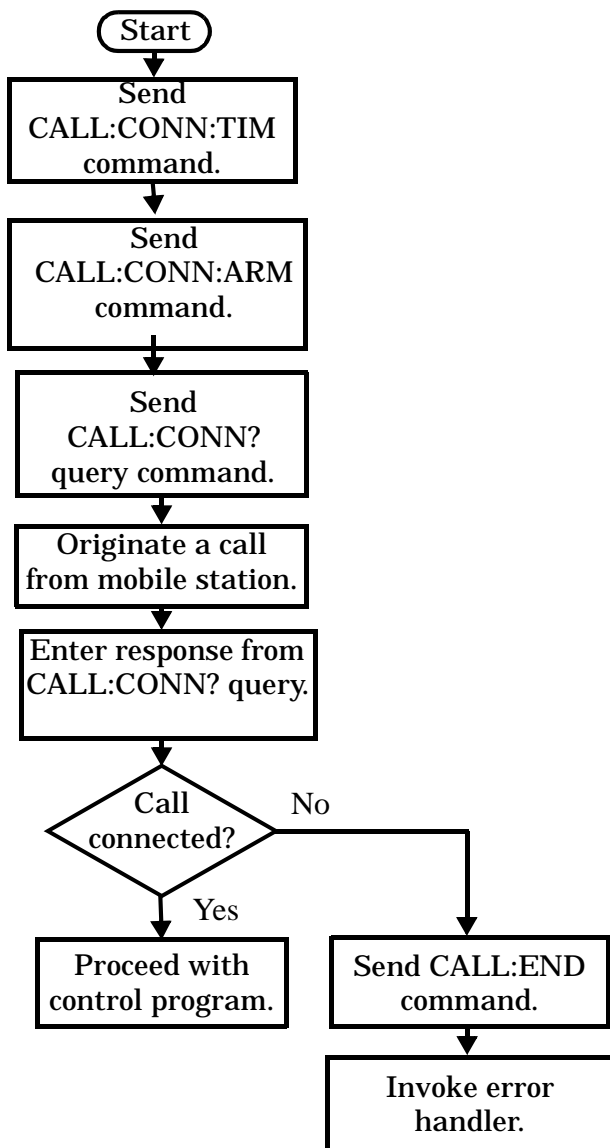 Start
Send
CALL:CONN:TIM
command.
Send
CALL:CONN:ARM
command.
Send
CALL:CONN?
query command.
Originate a call
from mobile station.
Enter response from
CALL:CONN? query.
Call
connected?
No
Yes
Proceed with
control program.
Send CALL:END
command.
Invoke error
handler.